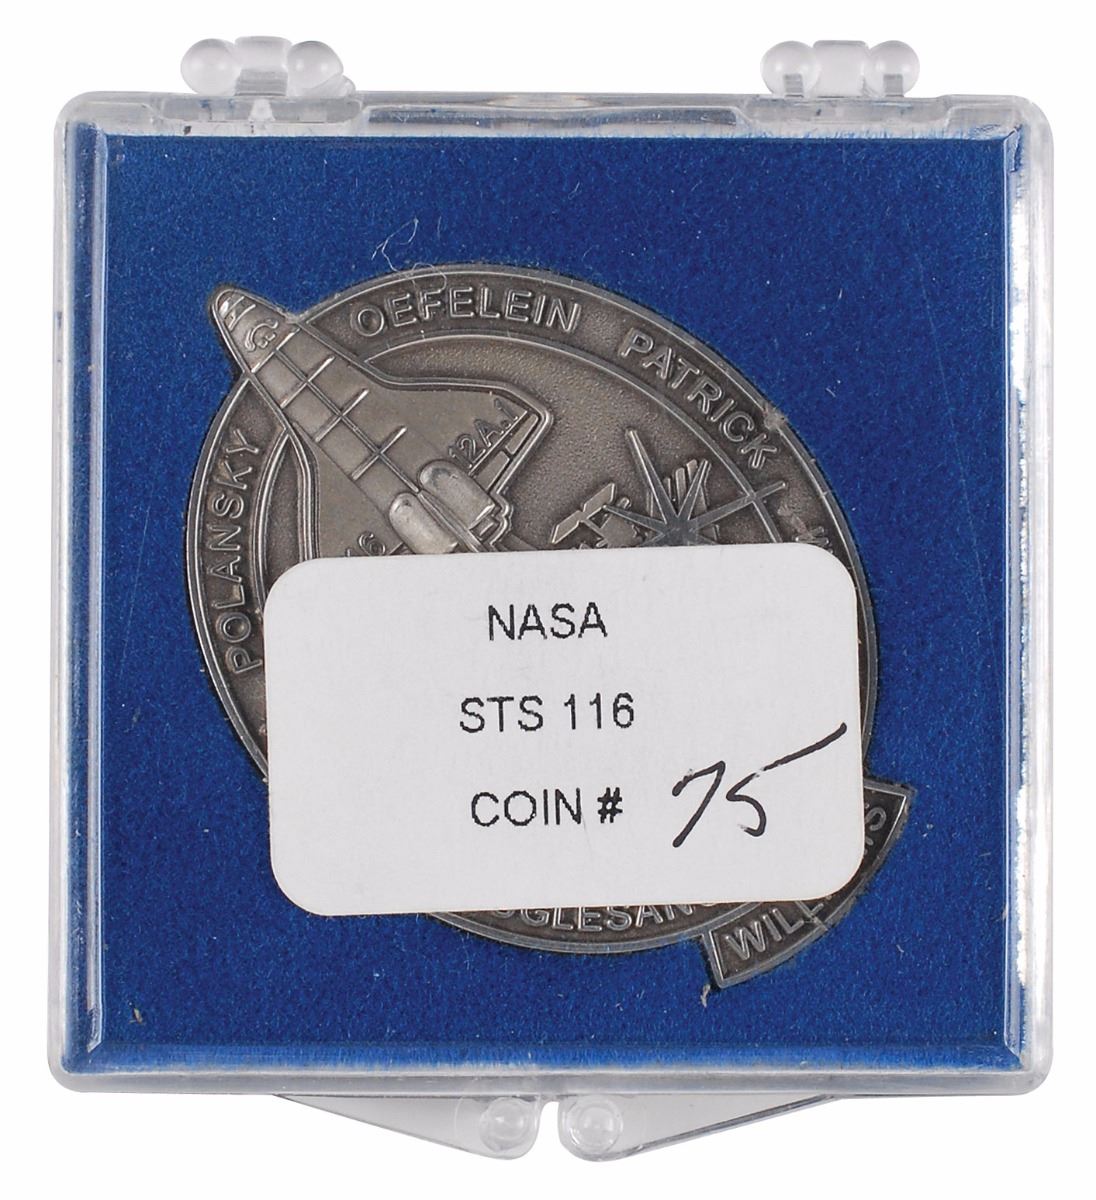 OEFELEIN PATRICK
POLANSKY
12A.1
NASA
STS 116
COIN # 75